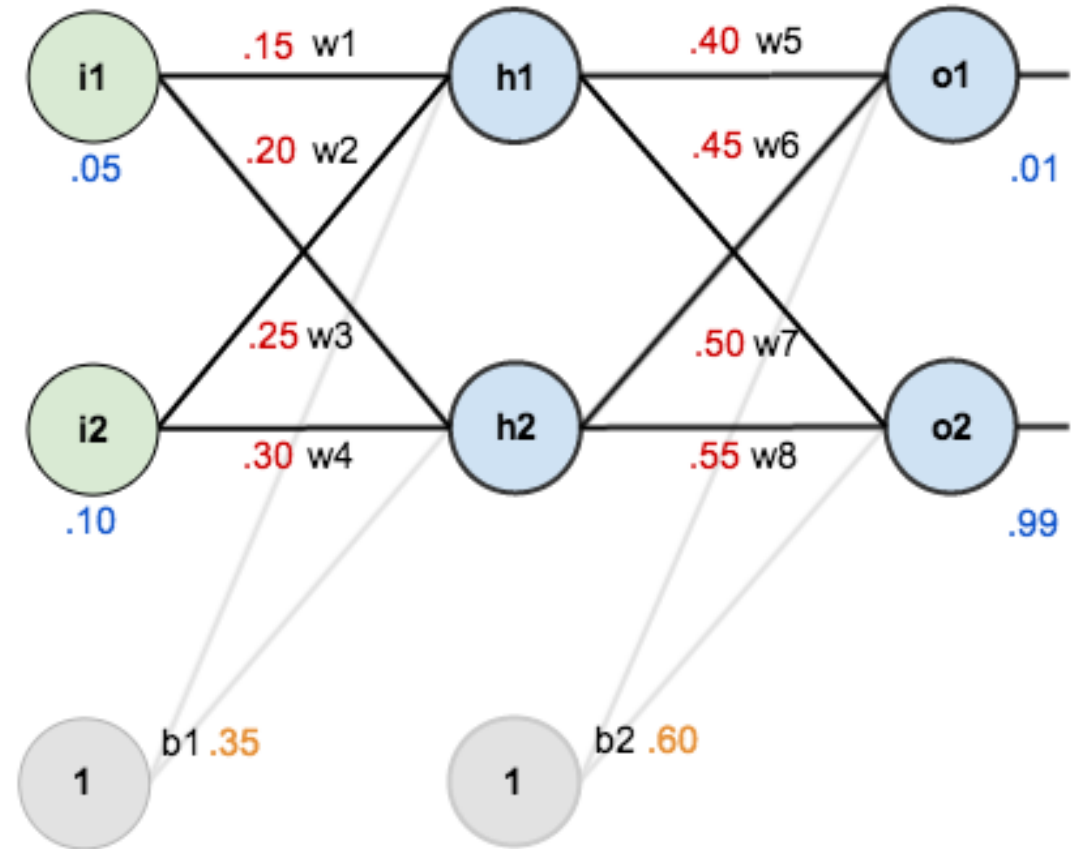 .15 w1
.40 w5
i1
h1
o1
.20 w2
.45 w6
.05
.01
.25 w3
.50 w7
i2
h2
o2
.30 w4
.55 w8
.10
.99
b1 .35
b2 .60
1
1